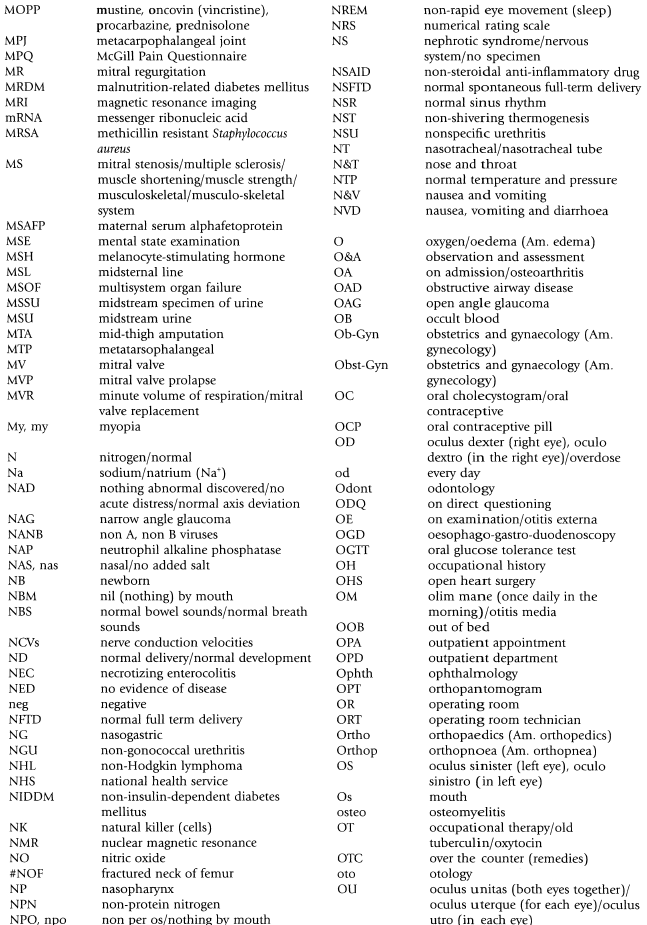 MOPP mustine, oncovin (vincristine),
procarbazine, prednisolone
MPJ metacarpophalangeal joint
MPQ McGill Pain Questionnaire
MR mitral regurgitation
MRDM malnutrition-related diabetes mellitus
MRI magnetic resonance imaging
mRNA messenger ribonucleic acid
MRSA methicillin resistant Staphylococcus
aureus
MS mitral stenosis/multiple sclerosis/
muscle shortening/muscle strength/
musculoskeletal/musculo-skeletal
system
MSAFP maternal serum alphafetoprotein
MSE mental state examination
MSH melanocyte-stimulating hormone
MSL midsternal line
MSOF multisystem organ failure
MSSU midstream specimen of urine
MSU midstream urine
MTA mid-thigh amputation
MTP metatarsophalangeal
MV mitral valve
MVP mitral valve prolapse
MVR minute volume of respiration/mitral
valve replacement
My, my myopia
N nitrogen/normal
Na sodium/natrium (Na⁺)
NAD nothing abnormal discovered/no
acute distress/normal axis deviation
NAG narrow angle glaucoma
NANB non A, non B viruses
NAP neutrophil alkaline phosphatase
NAS, nas nasal/no added salt
NB newborn
NBM nil (nothing) by mouth
NBS normal bowel sounds/normal breath
sounds
NCVs nerve conduction velocities
ND normal delivery/normal development
NEC necrotizing enterocolitis
NED no evidence of disease
neg negative
NFTD normal full term delivery
NG nasogastric
NGU non-gonococcal urethritis
NHL non-Hodgkin lymphoma
NHS national health service
NIDDM non-insulin-dependent diabetes
mellitus
NK natural killer (cells)
NMR nuclear magnetic resonance
NO nitric oxide
#NOF fractured neck of femur
NP nasopharynx
NPN non-protein nitrogen
NPO, npo non per os/nothing by mouth
NREM non-rapid eye movement (sleep)
NRS numerical rating scale
NS nephrotic syndrome/nervous
system/no specimen
NSAID non-steroidal anti-inflammatory drug
NSFTD normal spontaneous full-term delivery
NSR normal sinus rhythm
NST non-shivering thermogenesis
NSU nonspecific urethritis
NT nasotracheal/nasotracheal tube
N&T nose and throat
NTP normal temperature and pressure
N&V nausea and vomiting
NVD nausea, vomiting and diarrhoea
O oxygen/oedema (Am. edema)
O&A observation and assessment
OA on admission/osteoarthritis
OAD obstructive airway disease
OAG open angle glaucoma
OB occult blood
Ob-Gyn obstetrics and gynaecology (Am.
gynecology)
Obst-Gyn obstetrics and gynaecology (Am.
gynecology)
OC oral cholecystogram/oral
contraceptive
OCP oral contraceptive pill
OD oculus dexter (right eye), oculo
dextro (in the right eye)/overdose
od every day
Odont odontology
ODQ on direct questioning
OE on examination/otitis externa
OGD oesophago-gastro-duodenoscopy
OGTT oral glucose tolerance test
OH occupational history
OHS open heart surgery
OM olim mane (once daily in the
morning)/otitis media
OOB out of bed
OPA outpatient appointment
OPD outpatient department
Ophth ophthalmology
OPT orthopantomogram
OR operating room
ORT operating room technician
Ortho orthopaedics (Am. orthopedics)
Orthop orthopnoea (Am. orthopnea)
OS oculus sinister (left eye), oculo
sinistro (in left eye)
Os mouth
osteo osteomyelitis
OT occupational therapy/old
tuberculin/oxytocin
OTC over the counter (remedies)
oto otology
OU oculus unitas (both eyes together)/
oculus uterque (for each eye)/oculus
utro (in each eye)